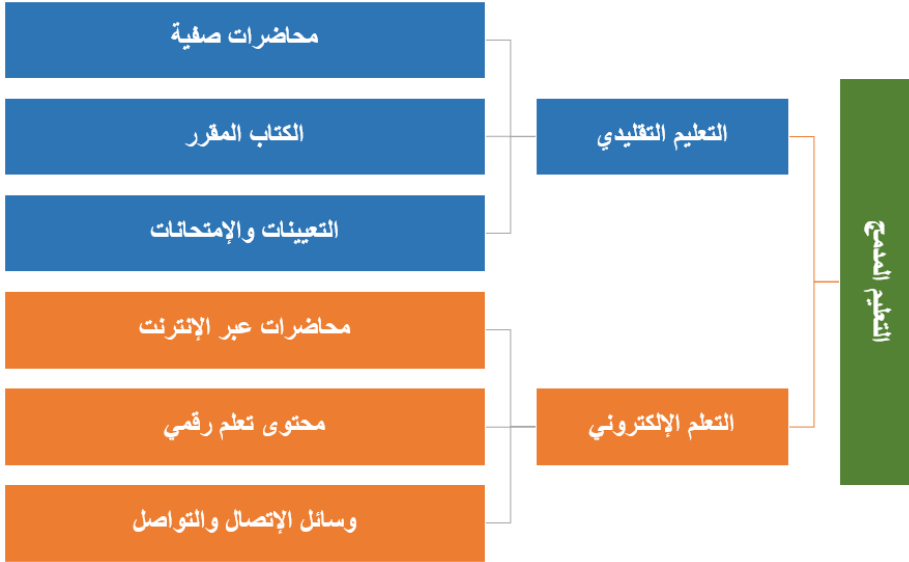 التعليم المدمج
التعليم التقليدي
محاضرات صفية
الكتاب المقرر
التعيينات والإمتحانات
التعلم الإلكتروني
محاضرات عبر الإنترنت
محتوى تعلم رقمي
وسائل الإتصال والتواصل